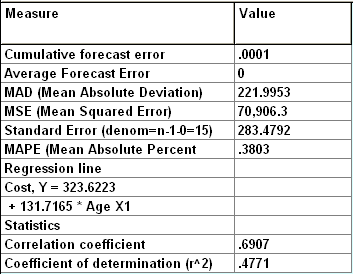 Measure Value
Cumulative forecast error .0001
Average Forecast Error 0
MAD (Mean Absolute Deviation) 221.9953
MSE (Mean Squared Error) 70,906.3
Standard Error (denom=n-1-0=15) 283.4792
MAPE (Mean Absolute Percent .3803
Regression line
Cost, Y = 323.6223
+ 131.7165 * Age X1
Statistics
Correlation coefficient .6907
Coefficient of determination (r^2) .4771